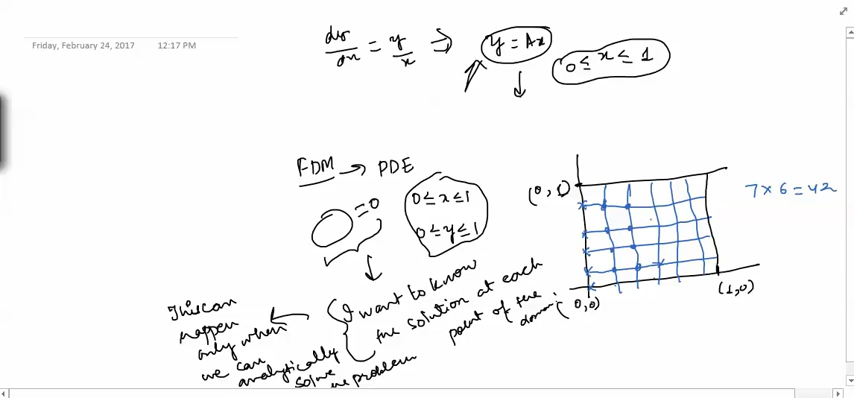 Friday, February 24, 2017 12:17 PM
dy/dx = y/x ⇒ y = Ax
0 ≤ x ≤ 1
FDM → PDE
= 0
0 ≤ x ≤ 1
0 ≤ y ≤ 1
(0, 1)
7 × 6 = 42
(0, 0)
(1, 0)
I want to know
the solution at each
point of the
domain.
This can
happen
only when
we can
analytically
solve
the problem